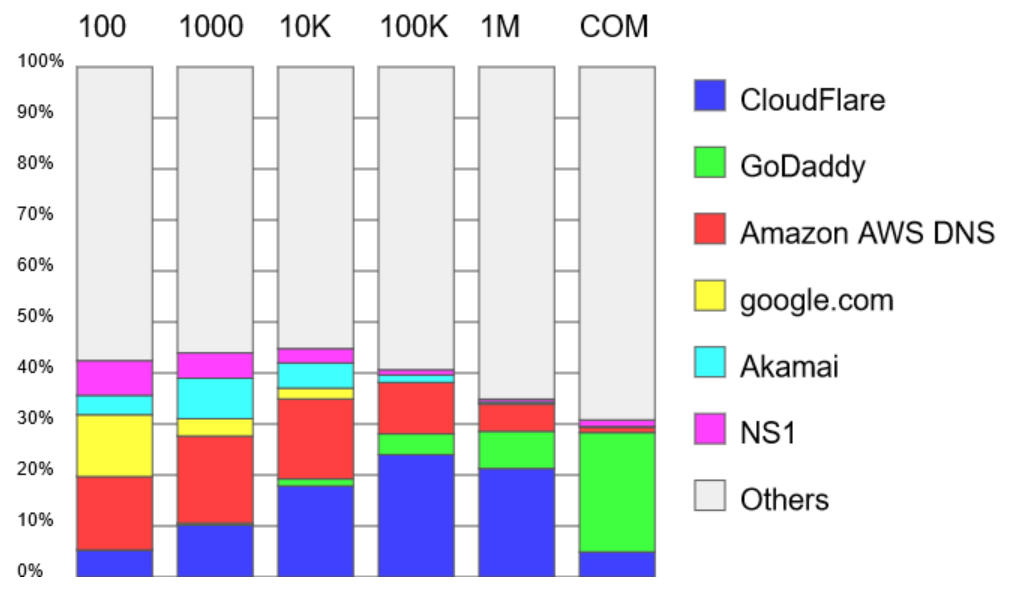 100 1000 10K 100K 1M COM
100%
90%
80%
70%
60%
50%
40%
30%
20%
10%
0%
CloudFlare
GoDaddy
Amazon AWS DNS
google.com
Akamai
NS1
Others